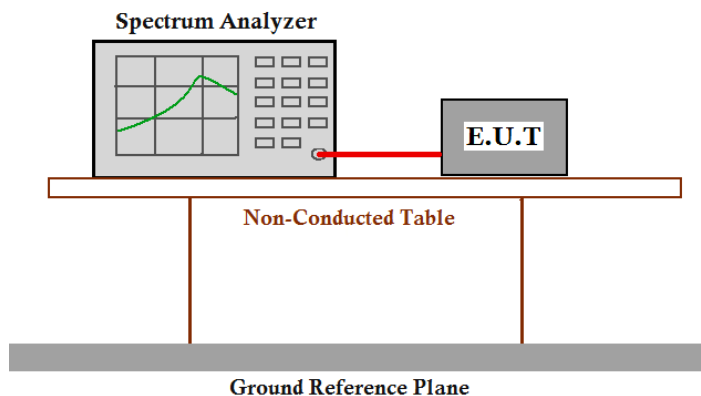 Spectrum Analyzer
E.U.T
Non-Conducted Table
Ground Reference Plane